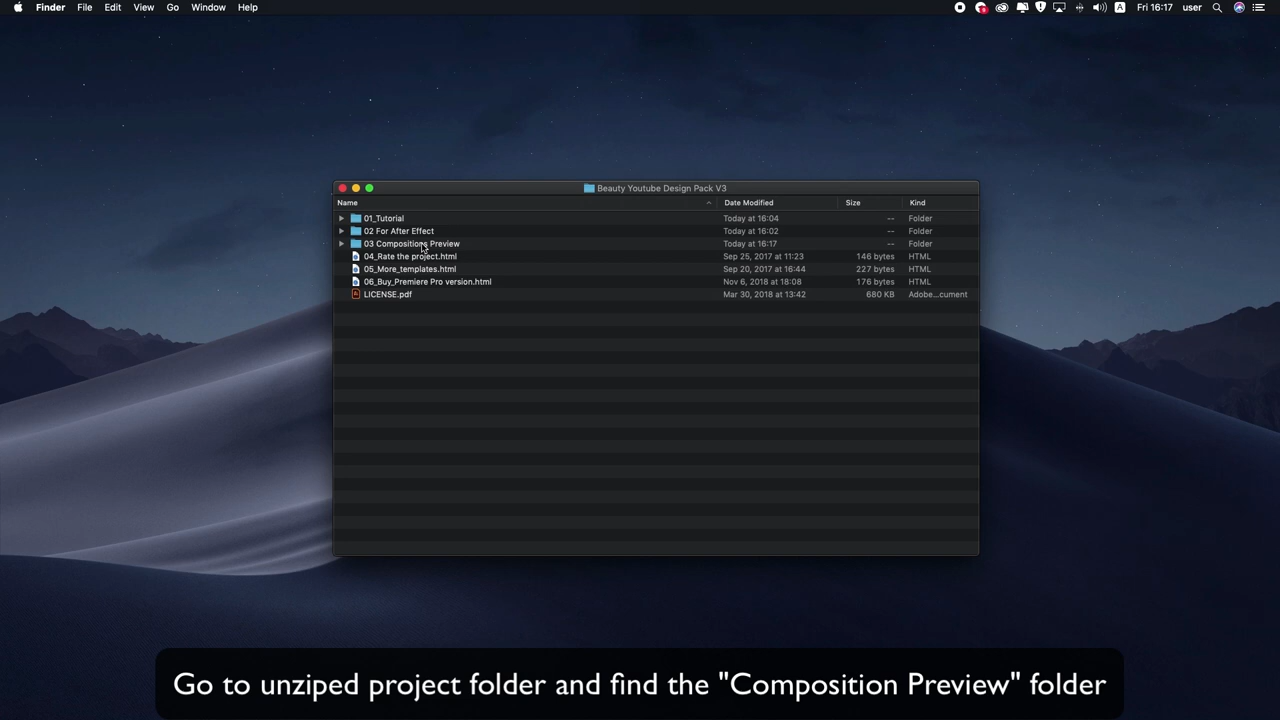 Finder File Edit View Go Window Help
A Fri 16:17 user
Beauty Youtube Design Pack V3
Name Date Modified Size Kind
01_Tutorial Today at 16:04 -- Folder
02 For After Effect Today at 16:02 -- Folder
03 Compositions Preview Today at 16:17 -- Folder
04_Rate the project.html Sep 25, 2017 at 11:23 146 bytes HTML
05_More_templates.html Sep 20, 2017 at 16:44 227 bytes HTML
06_Buy_Premiere Pro version.html Nov 6, 2018 at 18:08 176 bytes HTML
LICENSE.pdf Mar 30, 2018 at 13:42 680 KB Adobe...cument
Go to unziped project folder and find the "Composition Preview" folder